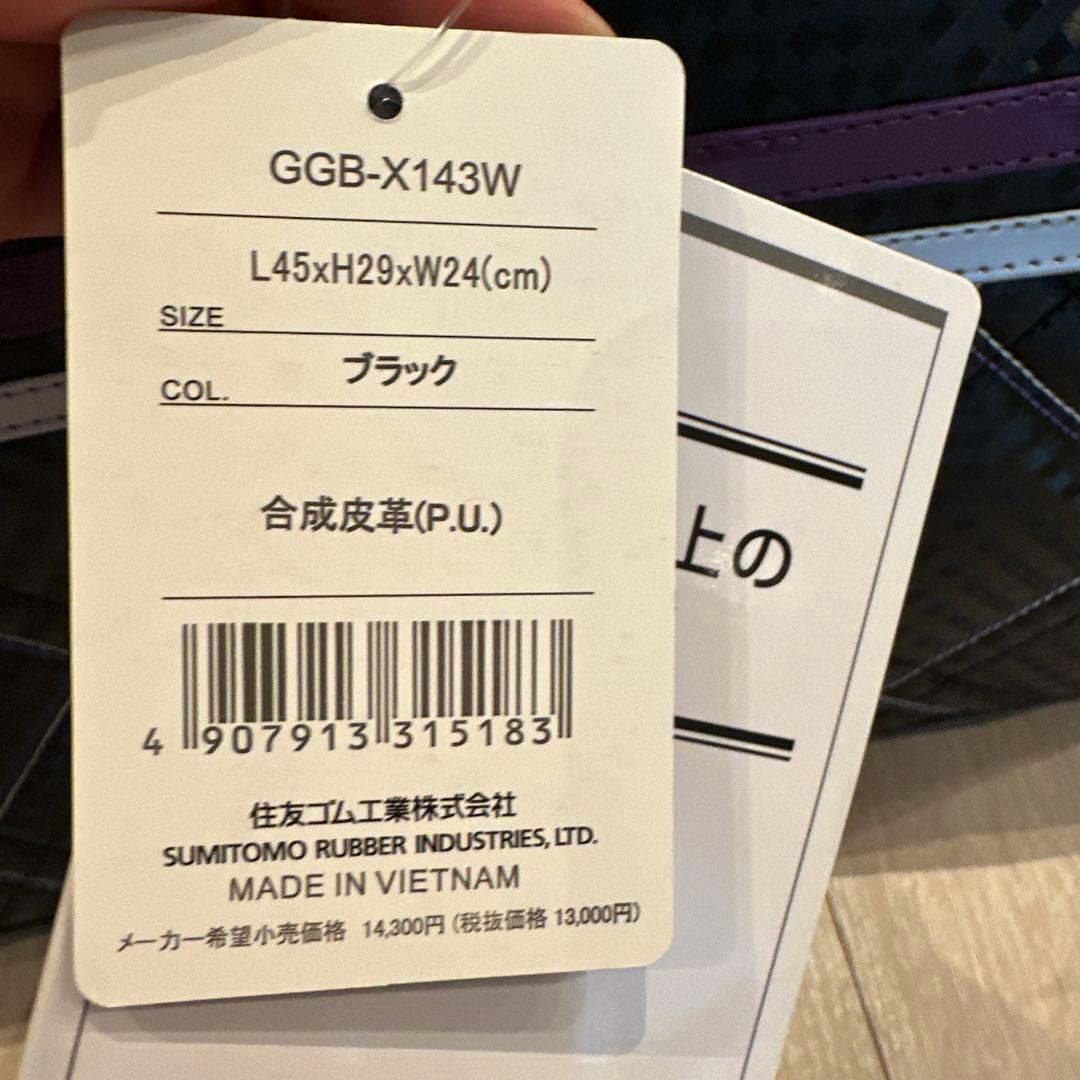 GGB-X143W
L45xH29xW24(cm)
SIZE
ブラック
COL.
合成皮革(P.U.)
4 907913 315183
住友ゴム工業株式会社
SUMITOMO RUBBER INDUSTRIES, LTD.
MADE IN VIETNAM
メーカー希望小売価格 14,300円 (税抜価格 13,000円)
上の